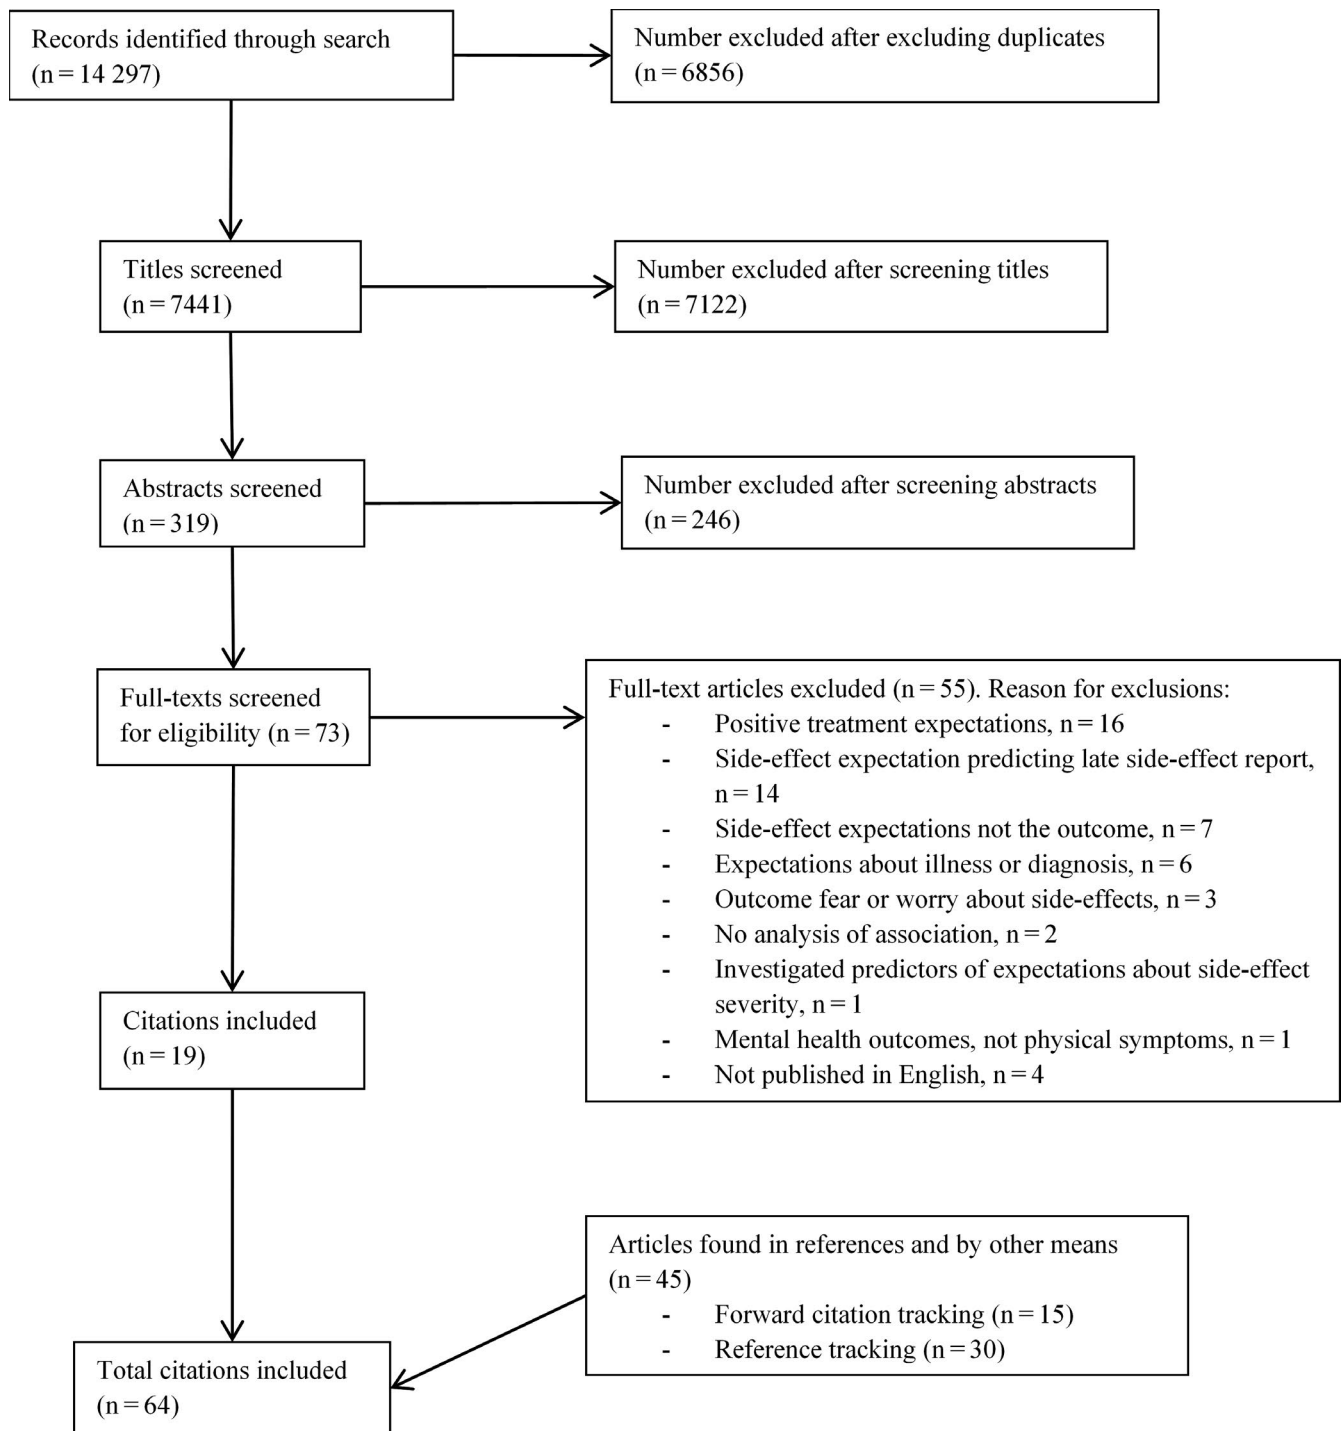 Records identified through search
(n = 14 297)
Number excluded after excluding duplicates
(n = 6856)
Titles screened
(n = 7441)
Number excluded after screening titles
(n = 7122)
Abstracts screened
(n = 319)
Number excluded after screening abstracts
(n = 246)
Full-texts screened
for eligibility (n = 73)
Full-text articles excluded (n = 55). Reason for exclusions:
- Positive treatment expectations, n = 16
- Side-effect expectation predicting late side-effect report,
n = 14
- Side-effect expectations not the outcome, n = 7
- Expectations about illness or diagnosis, n = 6
- Outcome fear or worry about side-effects, n = 3
- No analysis of association, n = 2
- Investigated predictors of expectations about side-effect
severity, n = 1
- Mental health outcomes, not physical symptoms, n = 1
- Not published in English, n = 4
Citations included
(n = 19)
Articles found in references and by other means
(n = 45)
- Forward citation tracking (n = 15)
- Reference tracking (n = 30)
Total citations included
(n = 64)